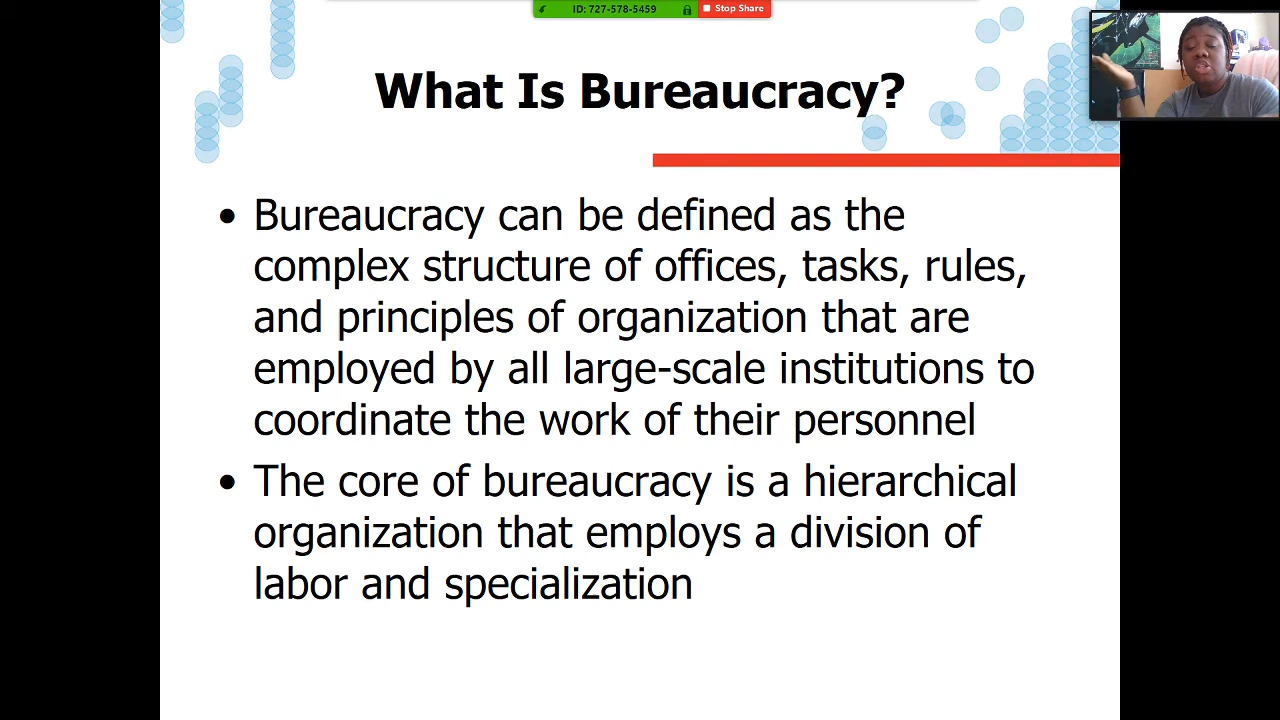 ID: 727-578-5459
Stop Share
What Is Bureaucracy?
• Bureaucracy can be defined as the
complex structure of offices, tasks, rules,
and principles of organization that are
employed by all large-scale institutions to
coordinate the work of their personnel
• The core of bureaucracy is a hierarchical
organization that employs a division of
labor and specialization